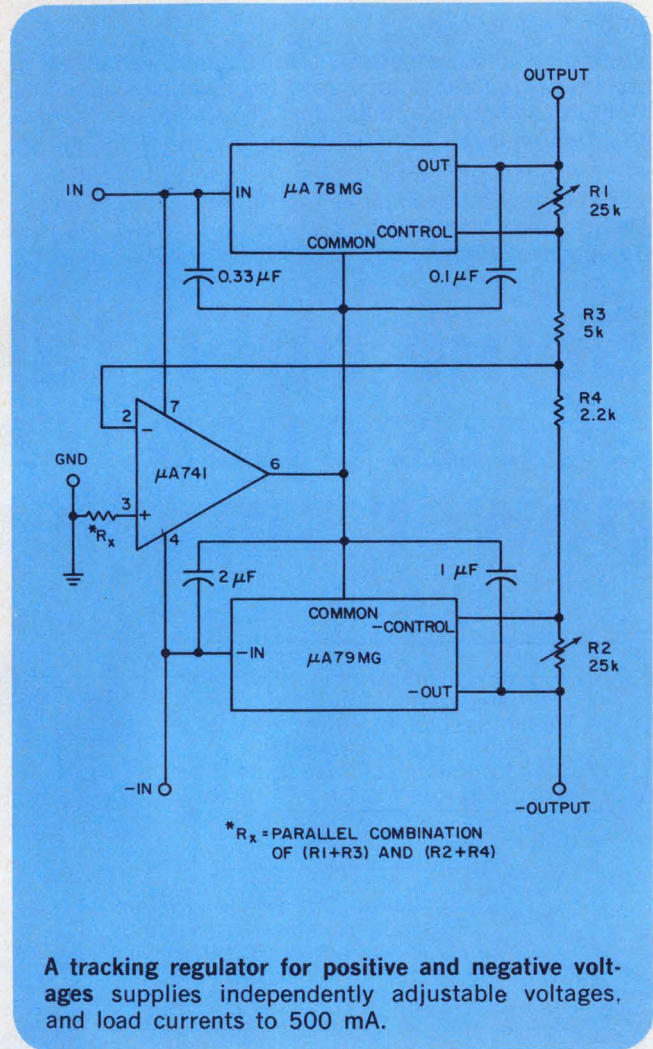 OUTPUT
OUT
IN
IN
µA 78 MG
R1
25k
CONTROL
COMMON
0.33µF
0.1µF
R3
5k
R4
2.2k
2
7
−
GND
µA741
6
3
+
*Rx
4
2µF
1 µF
COMMON
-CONTROL
-IN
µA79MG
R2
25k
-OUT
-IN
-OUTPUT
*Rx = PARALLEL COMBINATION
OF (R1+R3) AND (R2+R4)
A tracking regulator for positive and negative volt-
ages supplies independently adjustable voltages,
and load currents to 500 mA.